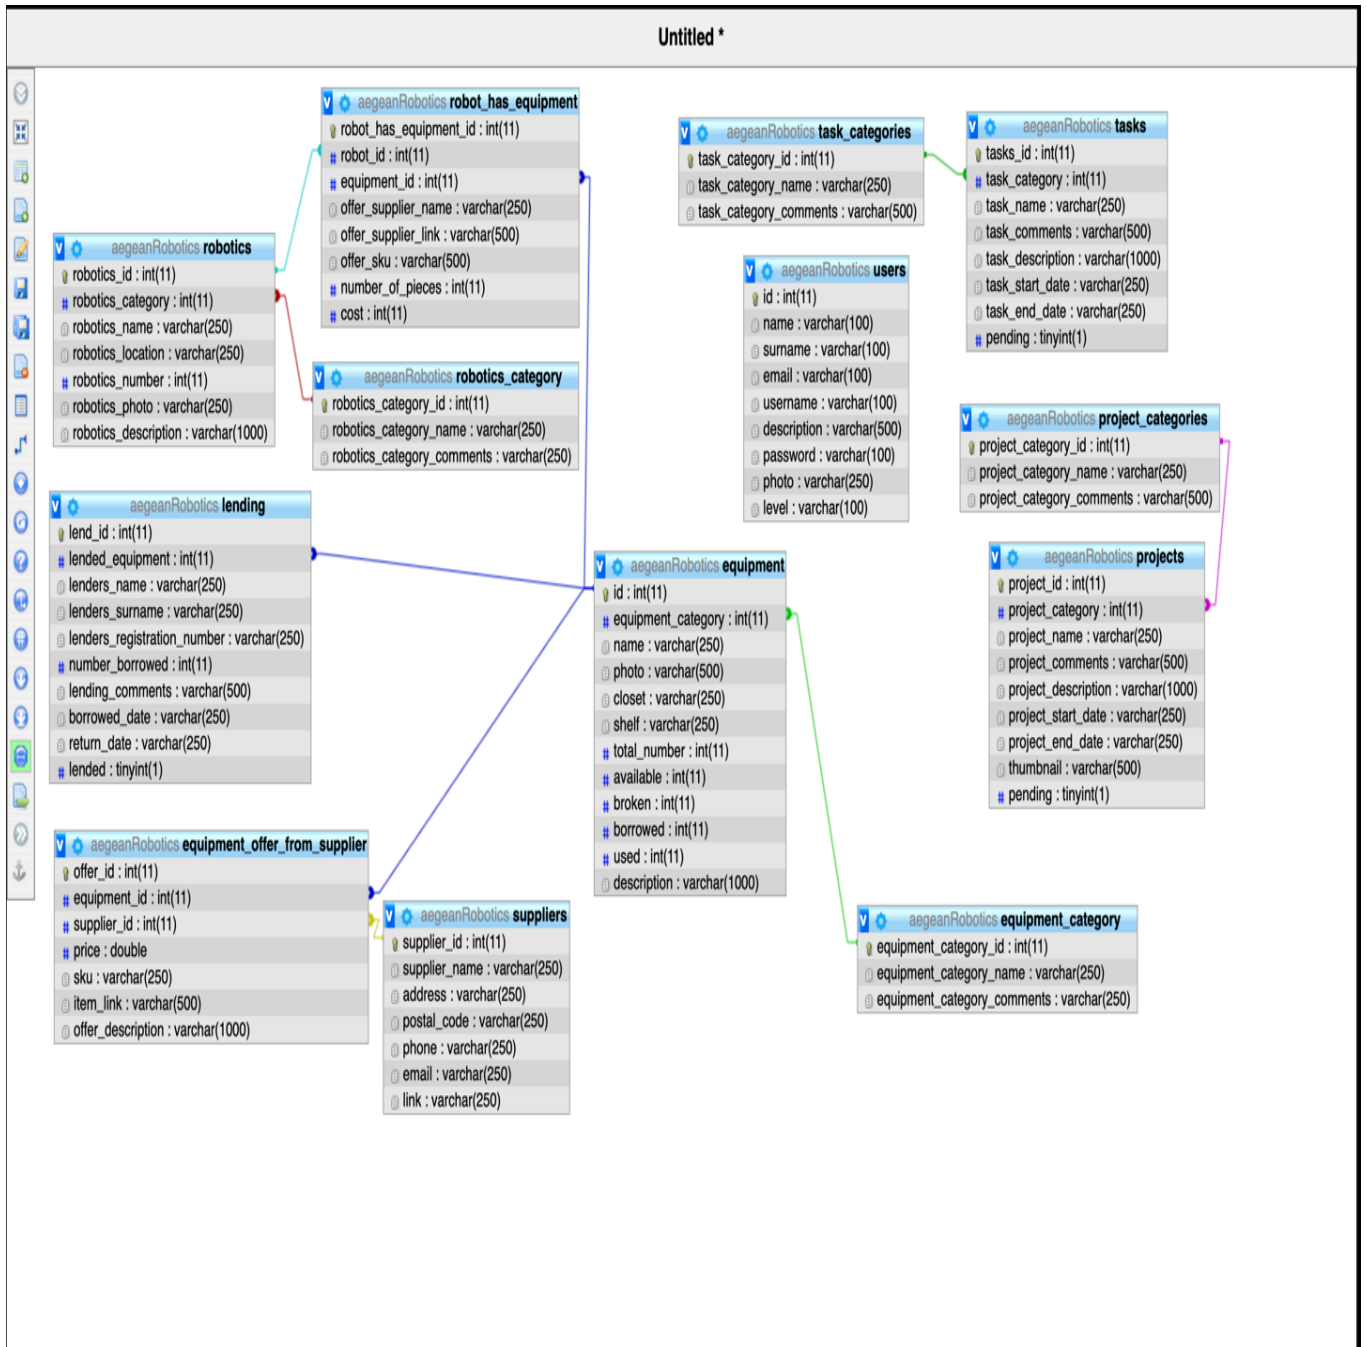 Untitled *
aegeanRobotics robot_has_equipment
robot_has_equipment_id : int(11)
robot_id : int(11)
equipment_id : int(11)
offer_supplier_name : varchar(250)
offer_supplier_link : varchar(500)
offer_sku : varchar(500)
number_of_pieces : int(11)
cost : int(11)
aegeanRobotics task_categories
task_category_id : int(11)
task_category_name : varchar(250)
task_category_comments : varchar(500)
aegeanRobotics tasks
tasks_id : int(11)
task_category : int(11)
task_name : varchar(250)
task_comments : varchar(500)
task_description : varchar(1000)
task_start_date : varchar(250)
task_end_date : varchar(250)
pending : tinyint(1)
aegeanRobotics robotics
robotics_id : int(11)
robotics_category : int(11)
robotics_name : varchar(250)
robotics_location : varchar(250)
robotics_number : int(11)
robotics_photo : varchar(250)
robotics_description : varchar(1000)
aegeanRobotics users
id : int(11)
name : varchar(100)
surname : varchar(100)
email : varchar(100)
username : varchar(100)
description : varchar(500)
password : varchar(100)
photo : varchar(250)
level : varchar(100)
aegeanRobotics robotics_category
robotics_category_id : int(11)
robotics_category_name : varchar(250)
robotics_category_comments : varchar(250)
aegeanRobotics project_categories
project_category_id : int(11)
project_category_name : varchar(250)
project_category_comments : varchar(500)
aegeanRobotics lending
lend_id : int(11)
lended_equipment : int(11)
lenders_name : varchar(250)
lenders_surname : varchar(250)
lenders_registration_number : varchar(250)
number_borrowed : int(11)
lending_comments : varchar(500)
borrowed_date : varchar(250)
return_date : varchar(250)
lended : tinyint(1)
aegeanRobotics equipment
id : int(11)
equipment_category : int(11)
name : varchar(250)
photo : varchar(500)
closet : varchar(250)
shelf : varchar(250)
total_number : int(11)
available : int(11)
broken : int(11)
borrowed : int(11)
used : int(11)
description : varchar(1000)
aegeanRobotics projects
project_id : int(11)
project_category : int(11)
project_name : varchar(250)
project_comments : varchar(500)
project_description : varchar(1000)
project_start_date : varchar(250)
project_end_date : varchar(250)
thumbnail : varchar(500)
pending : tinyint(1)
aegeanRobotics equipment_offer_from_supplier
offer_id : int(11)
equipment_id : int(11)
supplier_id : int(11)
price : double
sku : varchar(250)
item_link : varchar(500)
offer_description : varchar(1000)
aegeanRobotics suppliers
supplier_id : int(11)
supplier_name : varchar(250)
address : varchar(250)
postal_code : varchar(250)
phone : varchar(250)
email : varchar(250)
link : varchar(250)
aegeanRobotics equipment_category
equipment_category_id : int(11)
equipment_category_name : varchar(250)
equipment_category_comments : varchar(250)